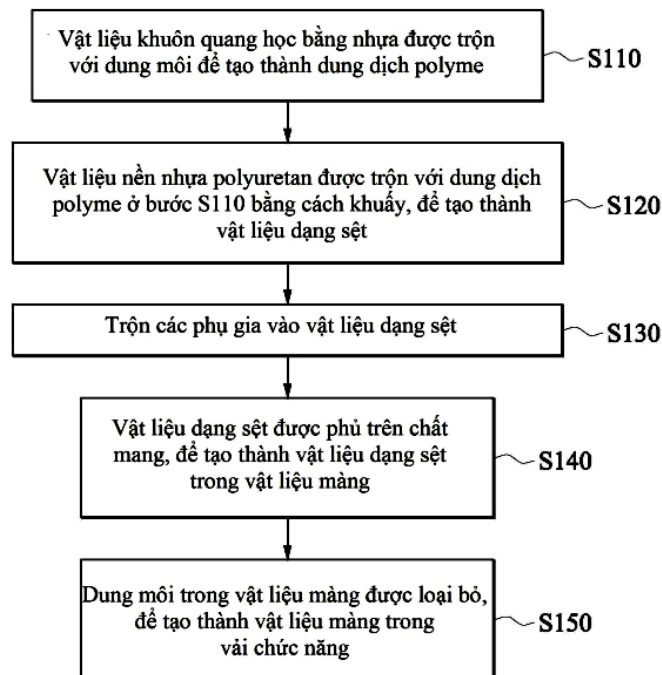 Vật liệu khuôn quang học bằng nhựa được trộn
với dung môi để tạo thành dung dịch polyme
S110
Vật liệu nền nhựa polyuretan được trộn với dung dịch
polyme ở bước S110 bằng cách khuấy, để tạo thành
vật liệu dạng sệt
S120
Trộn các phụ gia vào vật liệu dạng sệt
S130
Vật liệu dạng sệt được phủ trên chất
mang, để tạo thành vật liệu dạng sệt
trong vật liệu màng
S140
Dung môi trong vật liệu màng được loại bỏ,
để tạo thành vật liệu màng trong
vải chức năng
S150